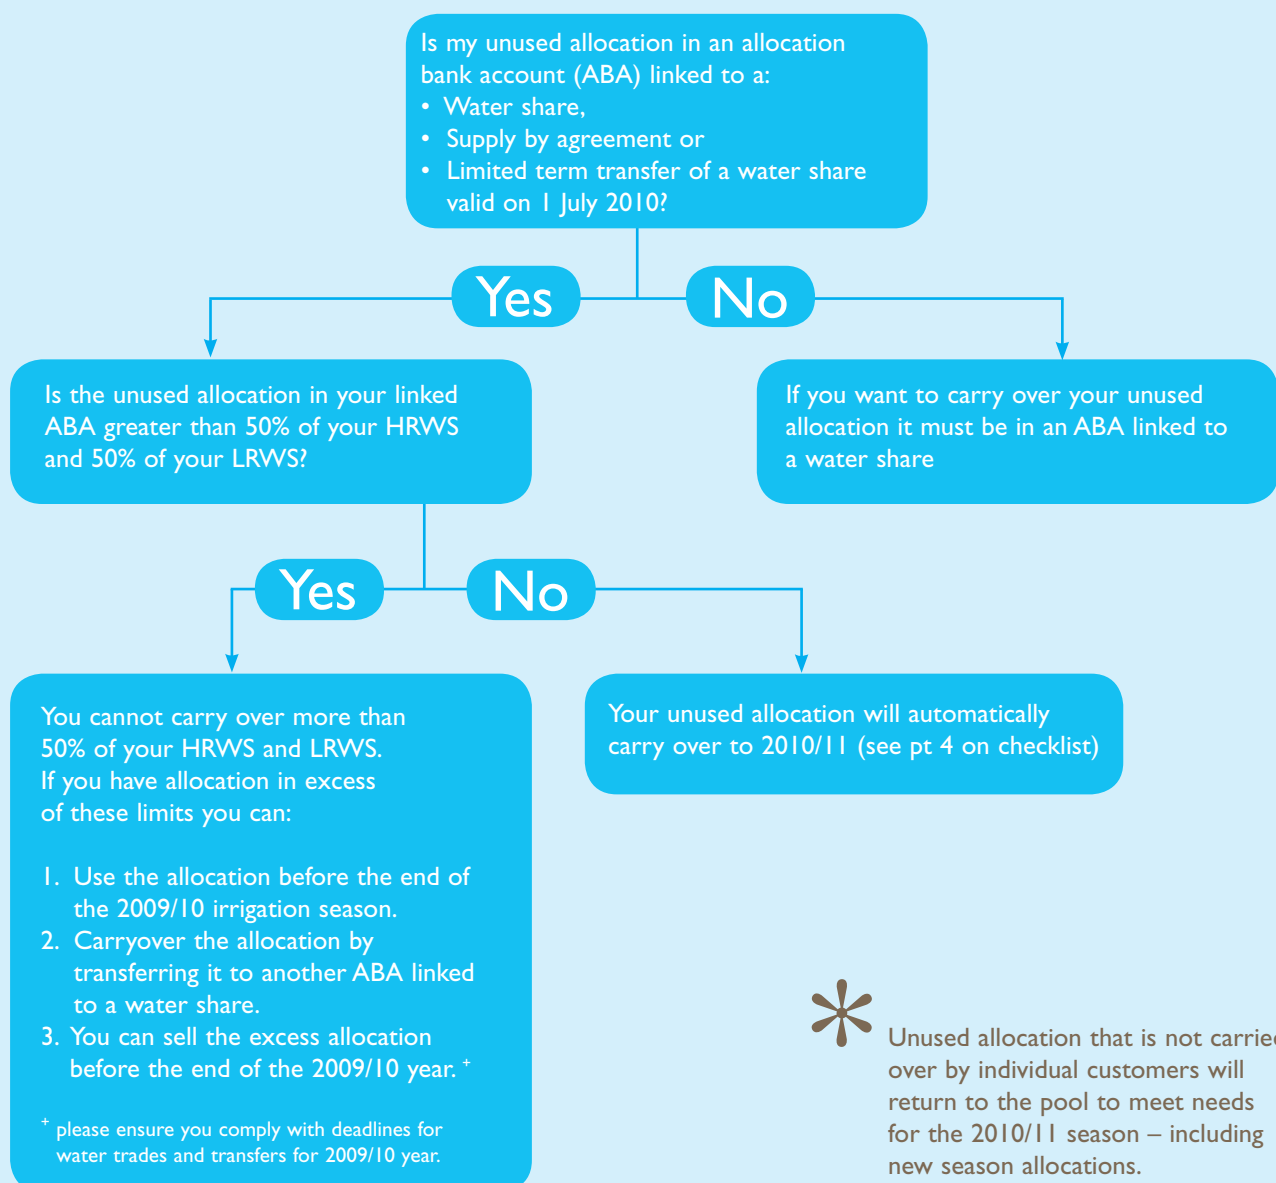 Is my unused allocation in an allocation
bank account (ABA) linked to a:
• Water share,
• Supply by agreement or
• Limited term transfer of a water share
valid on 1 July 2010?
Yes
No
Is the unused allocation in your linked
ABA greater than 50% of your HRWS
and 50% of your LRWS?
If you want to carry over your unused
allocation it must be in an ABA linked to
a water share
Yes
No
You cannot carry over more than
50% of your HRWS and LRWS.
If you have allocation in excess
of these limits you can:
1. Use the allocation before the end of
the 2009/10 irrigation season.
2. Carryover the allocation by
transferring it to another ABA linked
to a water share.
3. You can sell the excess allocation
before the end of the 2009/10 year. +
+ please ensure you comply with deadlines for
water trades and transfers for 2009/10 year.
Your unused allocation will automatically
carry over to 2010/11 (see pt 4 on checklist)
* Unused allocation that is not carried
over by individual customers will
return to the pool to meet needs
for the 2010/11 season – including
new season allocations.